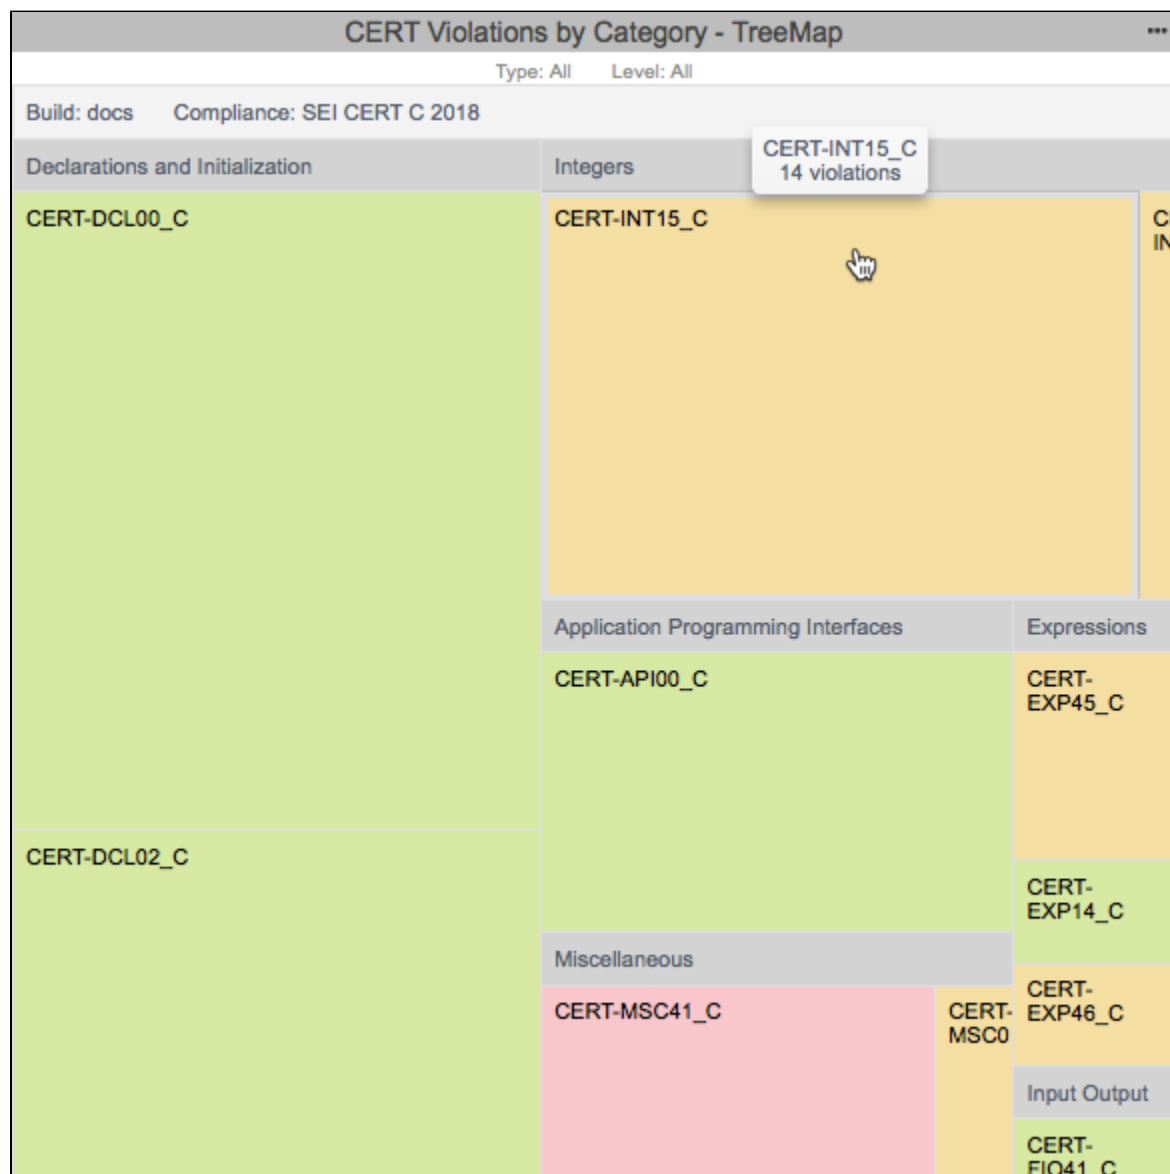 CERT Violations by Category - TreeMap
Type: All Level: All
Build: docs Compliance: SEI CERT C 2018
Declarations and Initialization
Integers
CERT-INT15_C
14 violations
CERT-DCL00_C
CERT-INT15_C
Application Programming Interfaces
Expressions
CERT-API00_C
CERT-
EXP45_C
CERT-DCL02_C
CERT-
EXP14_C
Miscellaneous
CERT-
EXP46_C
CERT-MSC41_C
CERT-
MSC0
Input Output
CERT-
FIO41_C